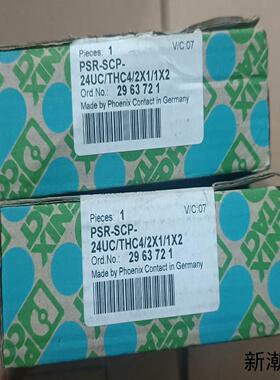 Pieces: 1 V/C:07
PSR-SCP-
24UC/THC4/2X1/1X2
Ord.No.: 29 63 72 1
Made by Phoenix Contact in Germany
Pieces: 1 V/C:07
PSR-SCP-
24UC/THC4/2X1/1X2
Ord.No.: 29 63 72 1
Made by Phoenix Contact in Germany
新潮